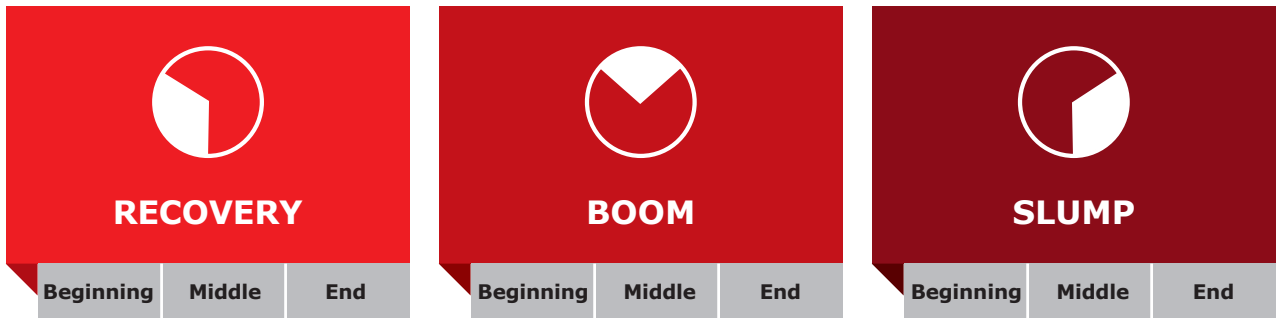 RECOVERY
Beginning Middle End
BOOM
Beginning Middle End
SLUMP
Beginning Middle End